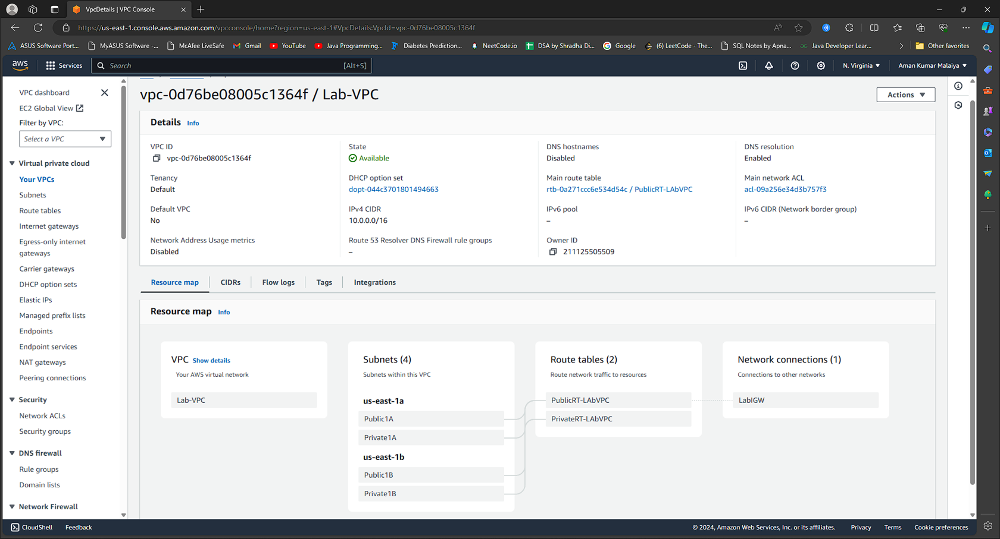 VpcDetails | VPC Console
https://us-east-1.console.aws.amazon.com/vpcconsole/home?region=us-east-1#VpcDetails:VpcId=vpc-0d76be08005c1364f
ASUS Software Port... MyASUS Software -... McAfee LiveSafe Gmail YouTube Java Programming... Diabetes Prediction... NeetCode.io DSA by Shradha Di... Google (6) LeetCode - The... SQL Notes by Apna... Java Developer Lear... Other favorites
aws Services Search [Alt+S] N. Virginia Aman Kumar Malaiya
VPC dashboard
EC2 Global View
Filter by VPC:
Select a VPC
Virtual private cloud
Your VPCs
Subnets
Route tables
Internet gateways
Egress-only internet
gateways
Carrier gateways
DHCP option sets
Elastic IPs
Managed prefix lists
Endpoints
Endpoint services
NAT gateways
Peering connections
Security
Network ACLs
Security groups
DNS firewall
Rule groups
Domain lists
Network Firewall
vpc-0d76be08005c1364f / Lab-VPC
Actions
Details Info
VPC ID
vpc-0d76be08005c1364f
State
Available
DNS hostnames
Disabled
DNS resolution
Enabled
Tenancy
Default
DHCP option set
dopt-044c3701801494663
Main route table
rtb-0a271ccc6e534d54c / PublicRT-LAbVPC
Main network ACL
acl-09a256e34d3b757f3
Default VPC
No
IPv4 CIDR
10.0.0.0/16
IPv6 pool
–
IPv6 CIDR (Network border group)
–
Network Address Usage metrics
Disabled
Route 53 Resolver DNS Firewall rule groups
–
Owner ID
211125505509
Resource map CIDRs Flow logs Tags Integrations
Resource map Info
VPC Show details
Your AWS virtual network
Lab-VPC
Subnets (4)
Subnets within this VPC
us-east-1a
Public1A
Private1A
us-east-1b
Public1B
Private1B
Route tables (2)
Route network traffic to resources
PublicRT-LAbVPC
PrivateRT-LAbVPC
Network connections (1)
Connections to other networks
LabIGW
CloudShell Feedback © 2024, Amazon Web Services, Inc. or its affiliates. Privacy Terms Cookie preferences